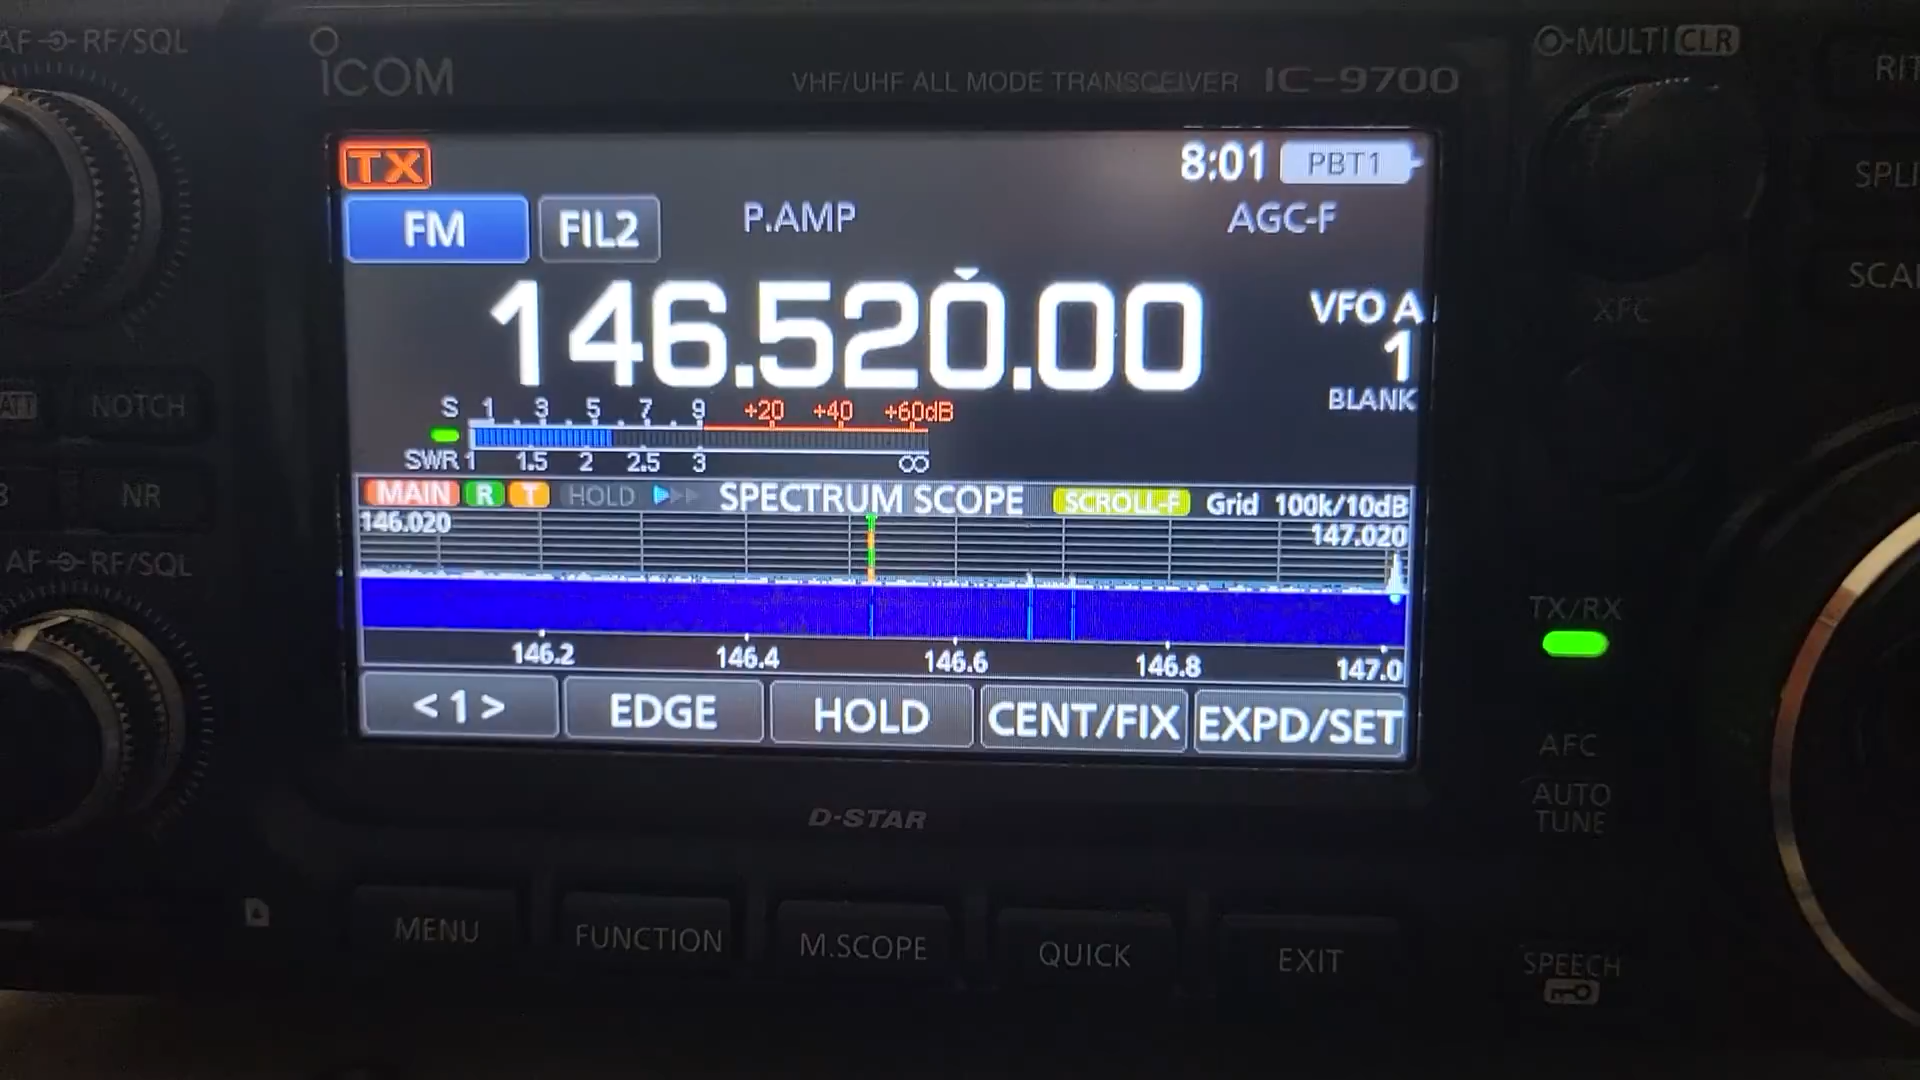 AF RF/SQL
ICOM
VHF/UHF ALL MODE TRANSCEIVER IC-9700
MULTI CLR
TX
8:01 PBT1
FM FIL2 P.AMP AGC-F
146.520.00
VFO A
1
BLANK
S 1 3 5 7 9 +20 +40 +60dB
SWR 1 1.5 2 2.5 3 ∞
MAIN R T HOLD SPECTRUM SCOPE SCROLL-F Grid 100k/10dB
146.020 147.020
146.2 146.4 146.6 146.8 147.0
<1> EDGE HOLD CENT/FIX EXPD/SET
D-STAR
MENU FUNCTION M.SCOPE QUICK EXIT
ATT NOTCH
NR
AF RF/SQL
XFC
TX/RX
AFC
AUTO
TUNE
SPEECH